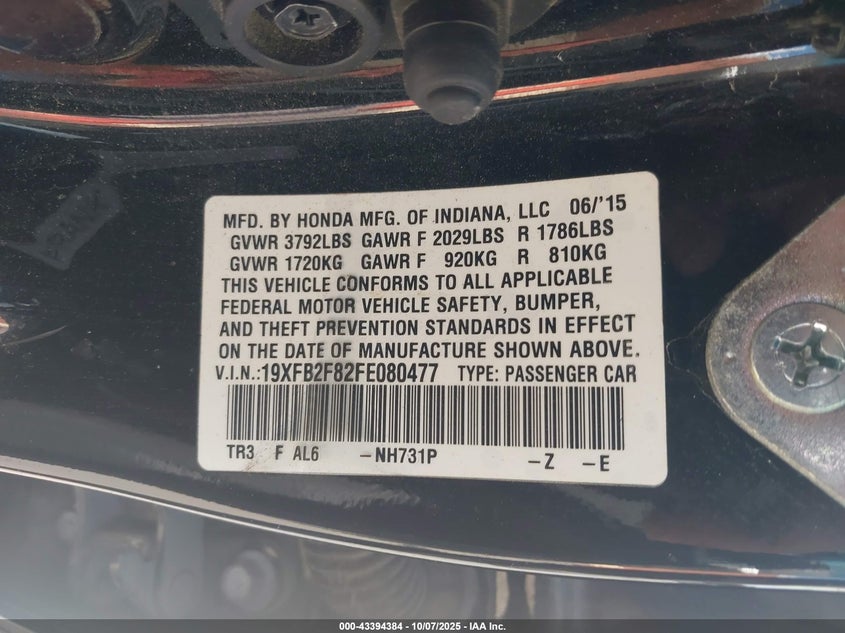 MFD. BY HONDA MFG. OF INDIANA, LLC 06/'15
GVWR 3792LBS GAWR F 2029LBS R 1786LBS
GVWR 1720KG GAWR F 920KG R 810KG
THIS VEHICLE CONFORMS TO ALL APPLICABLE
FEDERAL MOTOR VEHICLE SAFETY, BUMPER,
AND THEFT PREVENTION STANDARDS IN EFFECT
ON THE DATE OF MANUFACTURE SHOWN ABOVE.
V.I.N.:19XFB2F82FE080477 TYPE: PASSENGER CAR
TR3 F AL6 -NH731P -Z -E
000-43394384 - 10/07/2025 - IAA Inc.